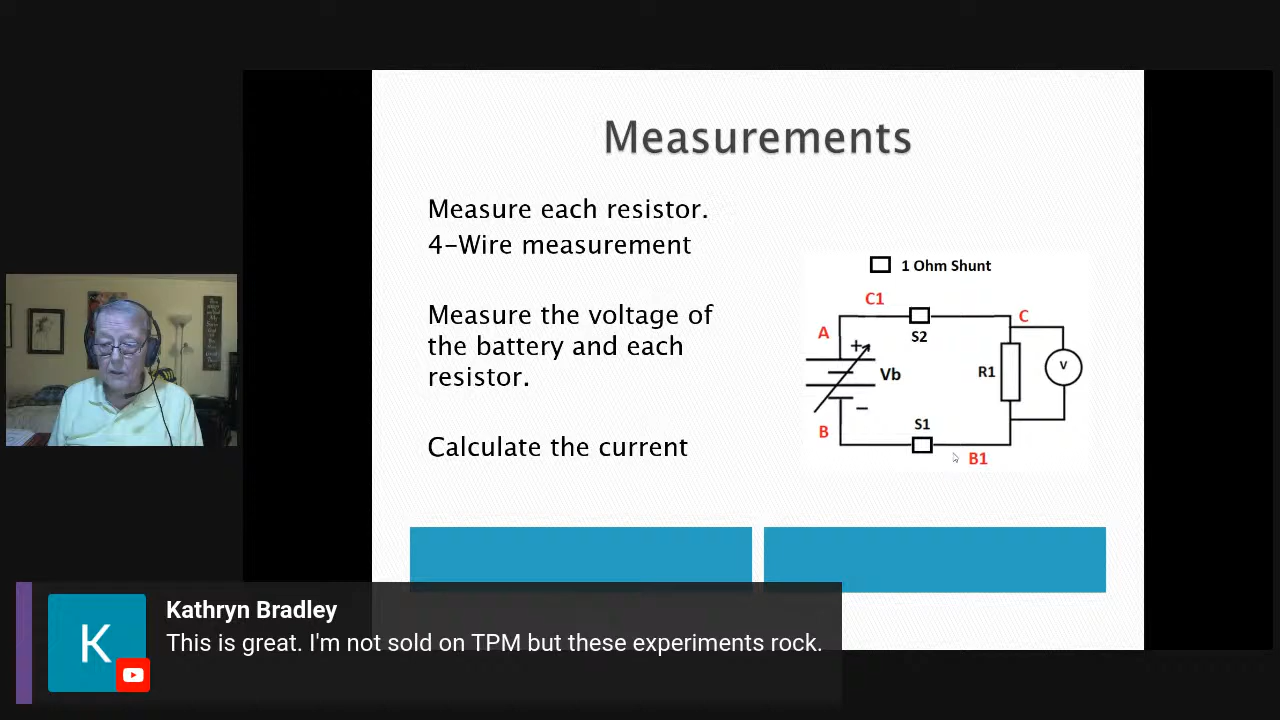 Measurements
Measure each resistor.
4-Wire measurement
Measure the voltage of
the battery and each
resistor.
Calculate the current
1 Ohm Shunt
C1
C
A
S2
+
Vb
R1
V
−
B
S1
B1
K
Kathryn Bradley
This is great. I'm not sold on TPM but these experiments rock.